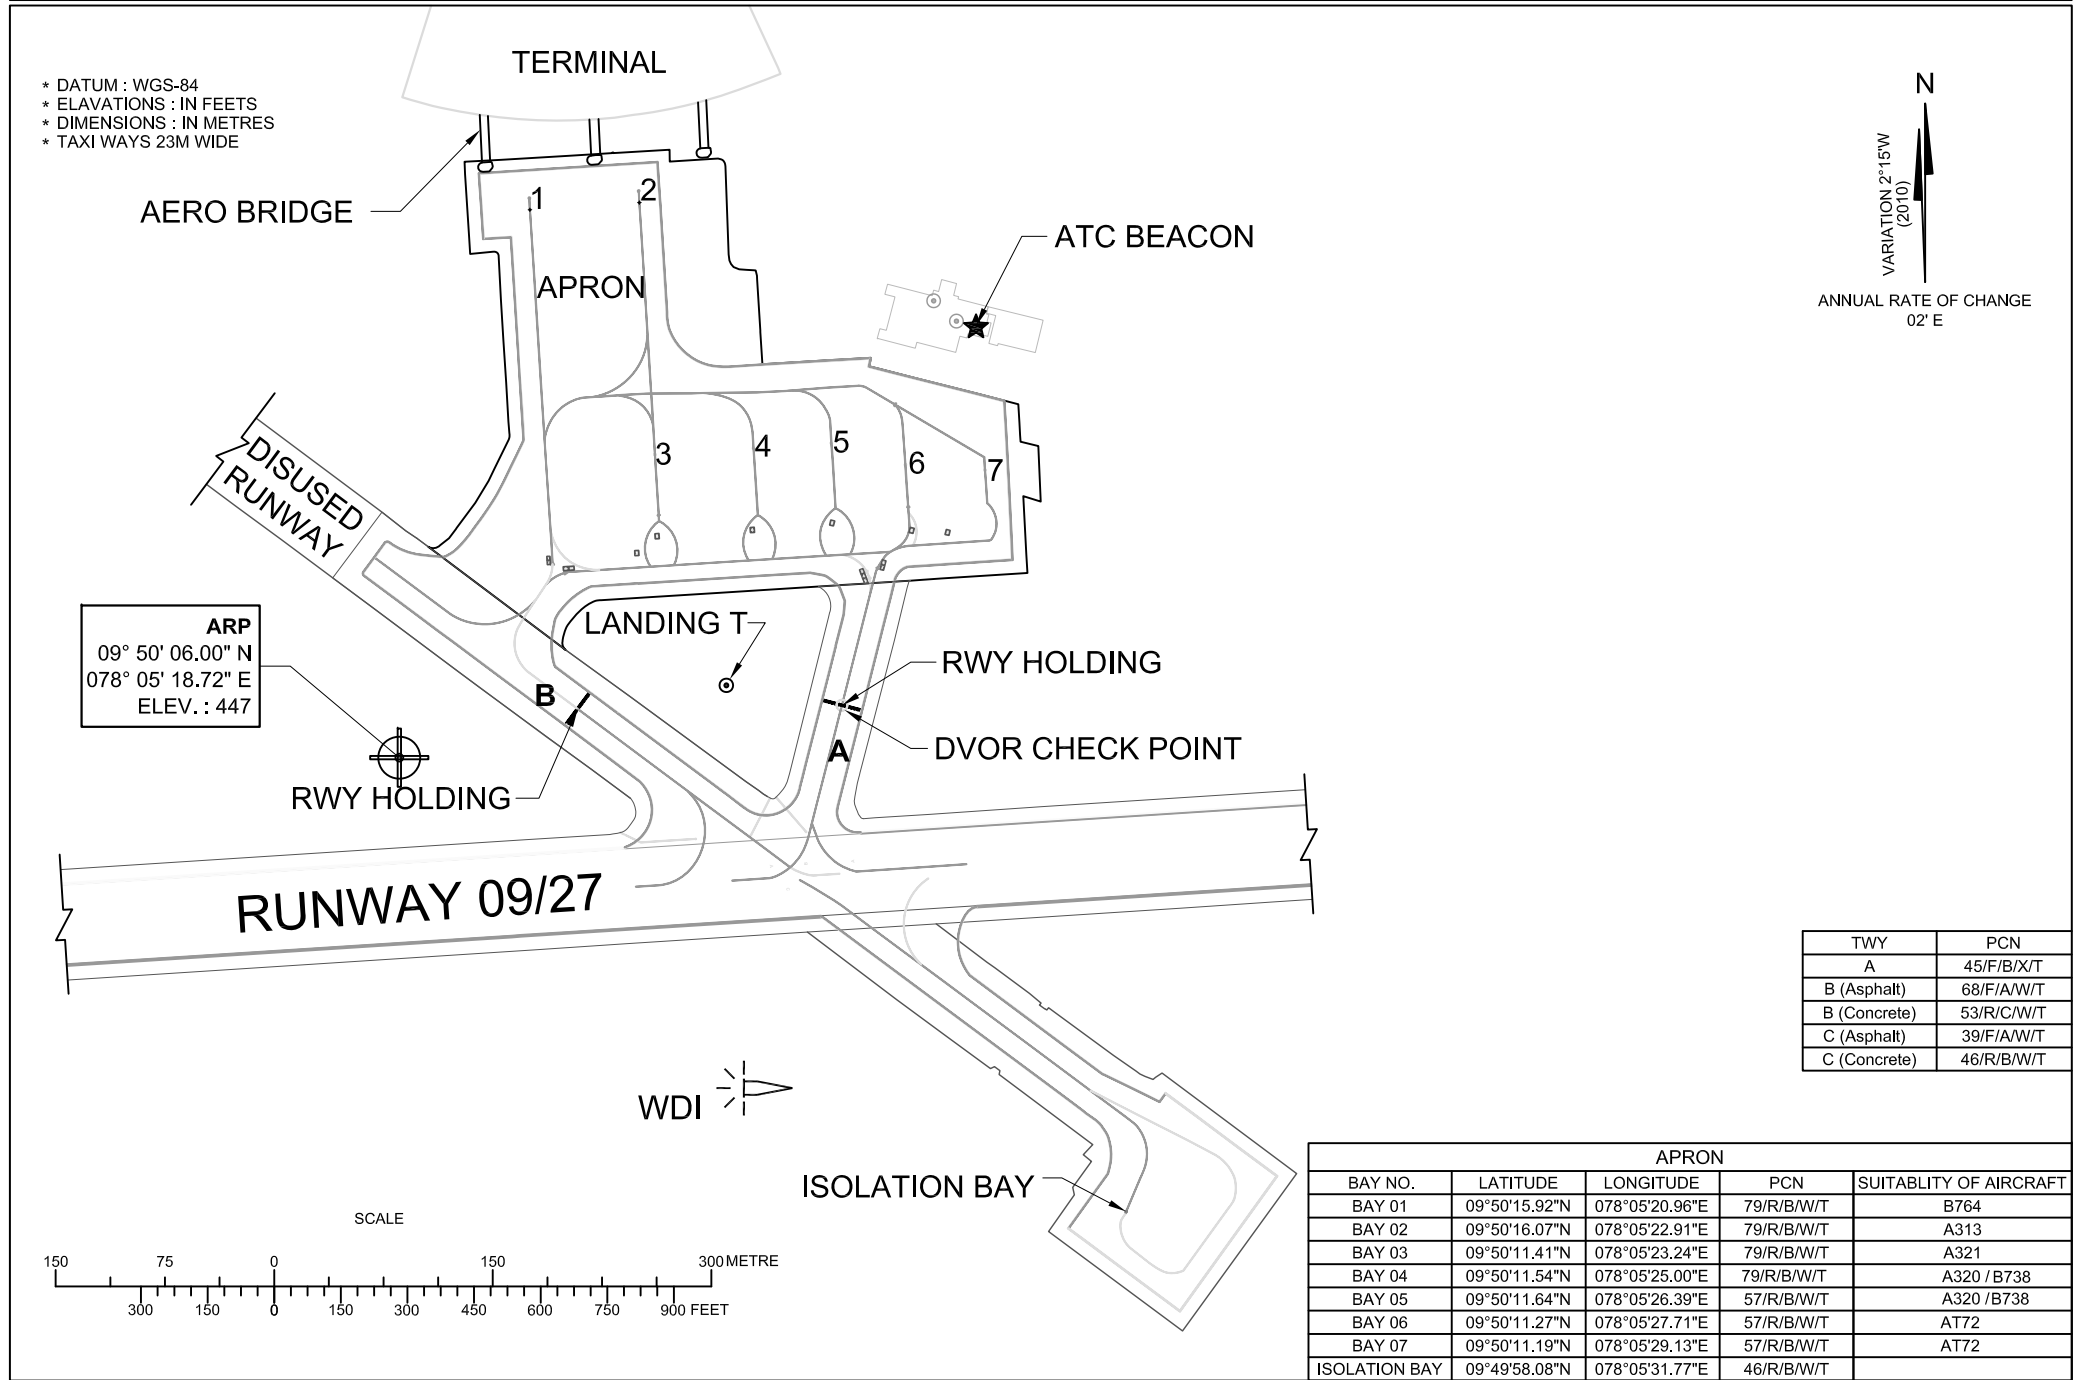 TERMINAL
* DATUM : WGS-84
* ELAVATIONS : IN FEETS
* DIMENSIONS : IN METRES
* TAXI WAYS 23M WIDE
N
VARIATION 2°15'W
(2010)
ANNUAL RATE OF CHANGE
02' E
AERO BRIDGE
1
2
ATC BEACON
APRON
3
4
5
6
7
DISUSED
RUNWAY
ARP
09° 50' 06.00" N
078° 05' 18.72" E
ELEV. : 447
LANDING T
RWY HOLDING
B
A
DVOR CHECK POINT
RWY HOLDING
RUNWAY 09/27
TWY PCN
A 45/F/B/X/T
B (Asphalt) 68/F/A/W/T
B (Concrete) 53/R/C/W/T
C (Asphalt) 39/F/A/W/T
C (Concrete) 46/R/B/W/T
WDI
ISOLATION BAY
SCALE
150 75 0 150 300 METRE
300 150 0 150 300 450 600 750 900 FEET
APRON
BAY NO. LATITUDE LONGITUDE PCN SUITABLITY OF AIRCRAFT
BAY 01 09°50'15.92"N 078°05'20.96"E 79/R/B/W/T B764
BAY 02 09°50'16.07"N 078°05'22.91"E 79/R/B/W/T A313
BAY 03 09°50'11.41"N 078°05'23.24"E 79/R/B/W/T A321
BAY 04 09°50'11.54"N 078°05'25.00"E 79/R/B/W/T A320 / B738
BAY 05 09°50'11.64"N 078°05'26.39"E 57/R/B/W/T A320 /B738
BAY 06 09°50'11.27"N 078°05'27.71"E 57/R/B/W/T AT72
BAY 07 09°50'11.19"N 078°05'29.13"E 57/R/B/W/T AT72
ISOLATION BAY 09°49'58.08"N 078°05'31.77"E 46/R/B/W/T